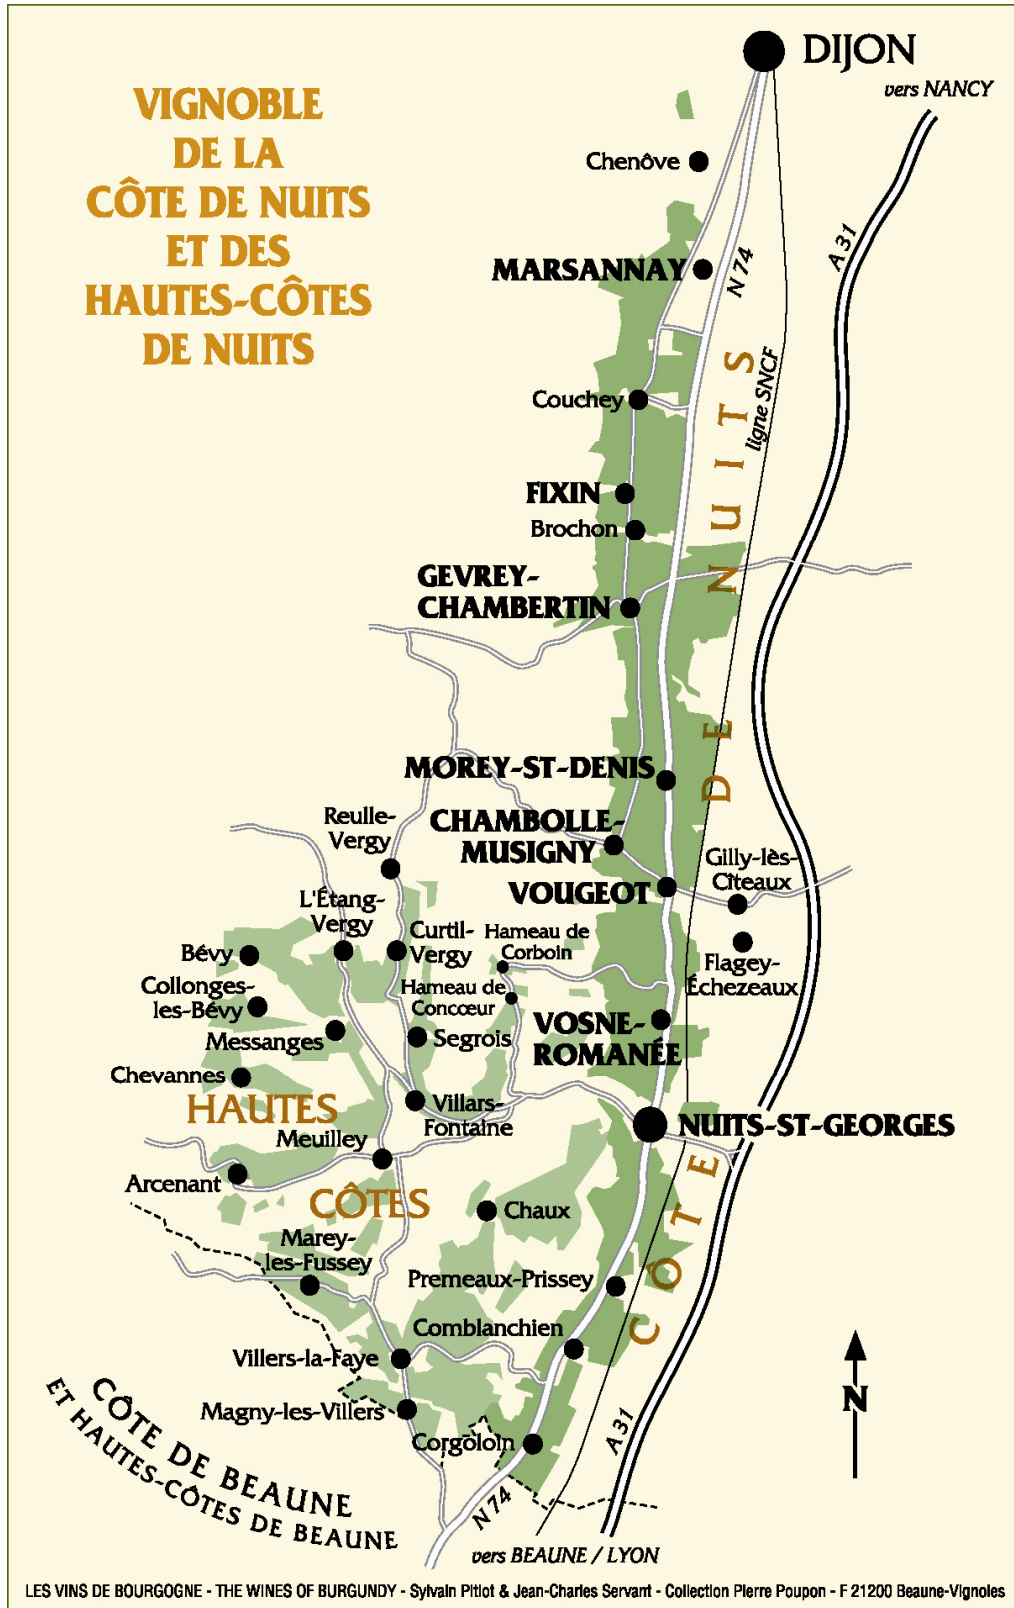 VIGNOBLE
DE LA
CÔTE DE NUITS
ET DES
HAUTES-CÔTES
DE NUITS
DIJON
vers NANCY
Chenôve
A 31
MARSANNAY
N 74
ligne SNCF
Couchey
FIXIN
Brochon
GEVREY-
CHAMBERTIN
CÔTE DE NUITS
MOREY-ST-DENIS
Reulle-
Vergy
CHAMBOLLE-
MUSIGNY
Gilly-lès-
Cîteaux
VOUGEOT
L'Étang-
Vergy
Curtil-
Vergy
Hameau de
Corboin
Bévy
Flagey-
Échezeaux
Collonges-
les-Bévy
Hameau de
Concœur
VOSNE-
ROMANÉE
Messanges
Segrois
Chevannes
HAUTES
Villars-
Fontaine
NUITS-ST-GEORGES
Meuilley
Arcenant
CÔTES
Chaux
Marey-
les-Fussey
Premeaux-Prissey
Comblanchien
Villers-la-Faye
Magny-les-Villers
N
Corgoloin
CÔTE DE BEAUNE
ET HAUTES-CÔTES DE BEAUNE
A 31
N 74
vers BEAUNE / LYON
LES VINS DE BOURGOGNE - THE WINES OF BURGUNDY - Sylvain Pitiot & Jean-Charles Servant - Collection Pierre Poupon - F 21200 Beaune-Vignoles